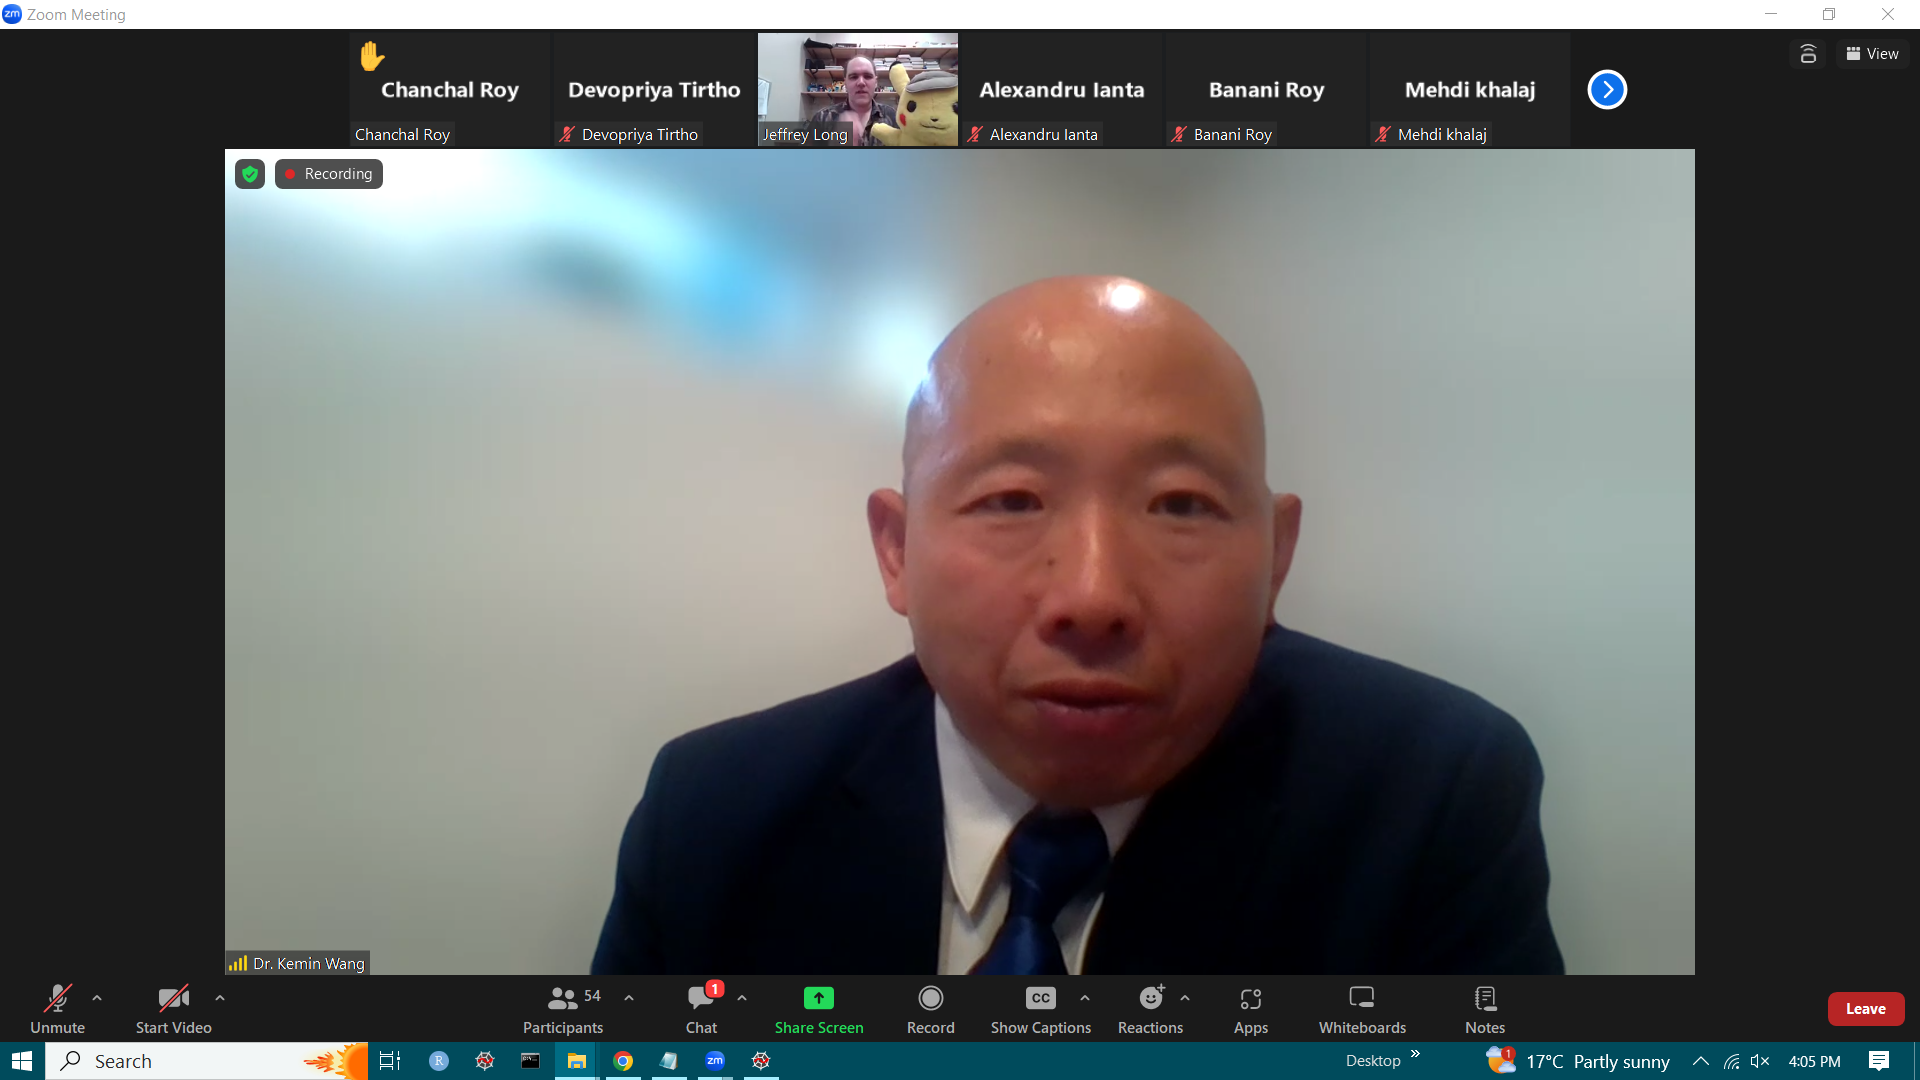 zm Zoom Meeting
View
Chanchal Roy
Devopriya Tirtho
Alexandru Ianta
Banani Roy
Mehdi khalaj
Chanchal Roy
Devopriya Tirtho
Jeffrey Long
Alexandru Ianta
Banani Roy
Mehdi khalaj
Recording
Dr. Kemin Wang
54
1
CC
Unmute
Start Video
Participants
Chat
Share Screen
Record
Show Captions
Reactions
Apps
Whiteboards
Notes
Leave
Search
R
zm
Desktop
1
17°C Partly sunny
4:05 PM